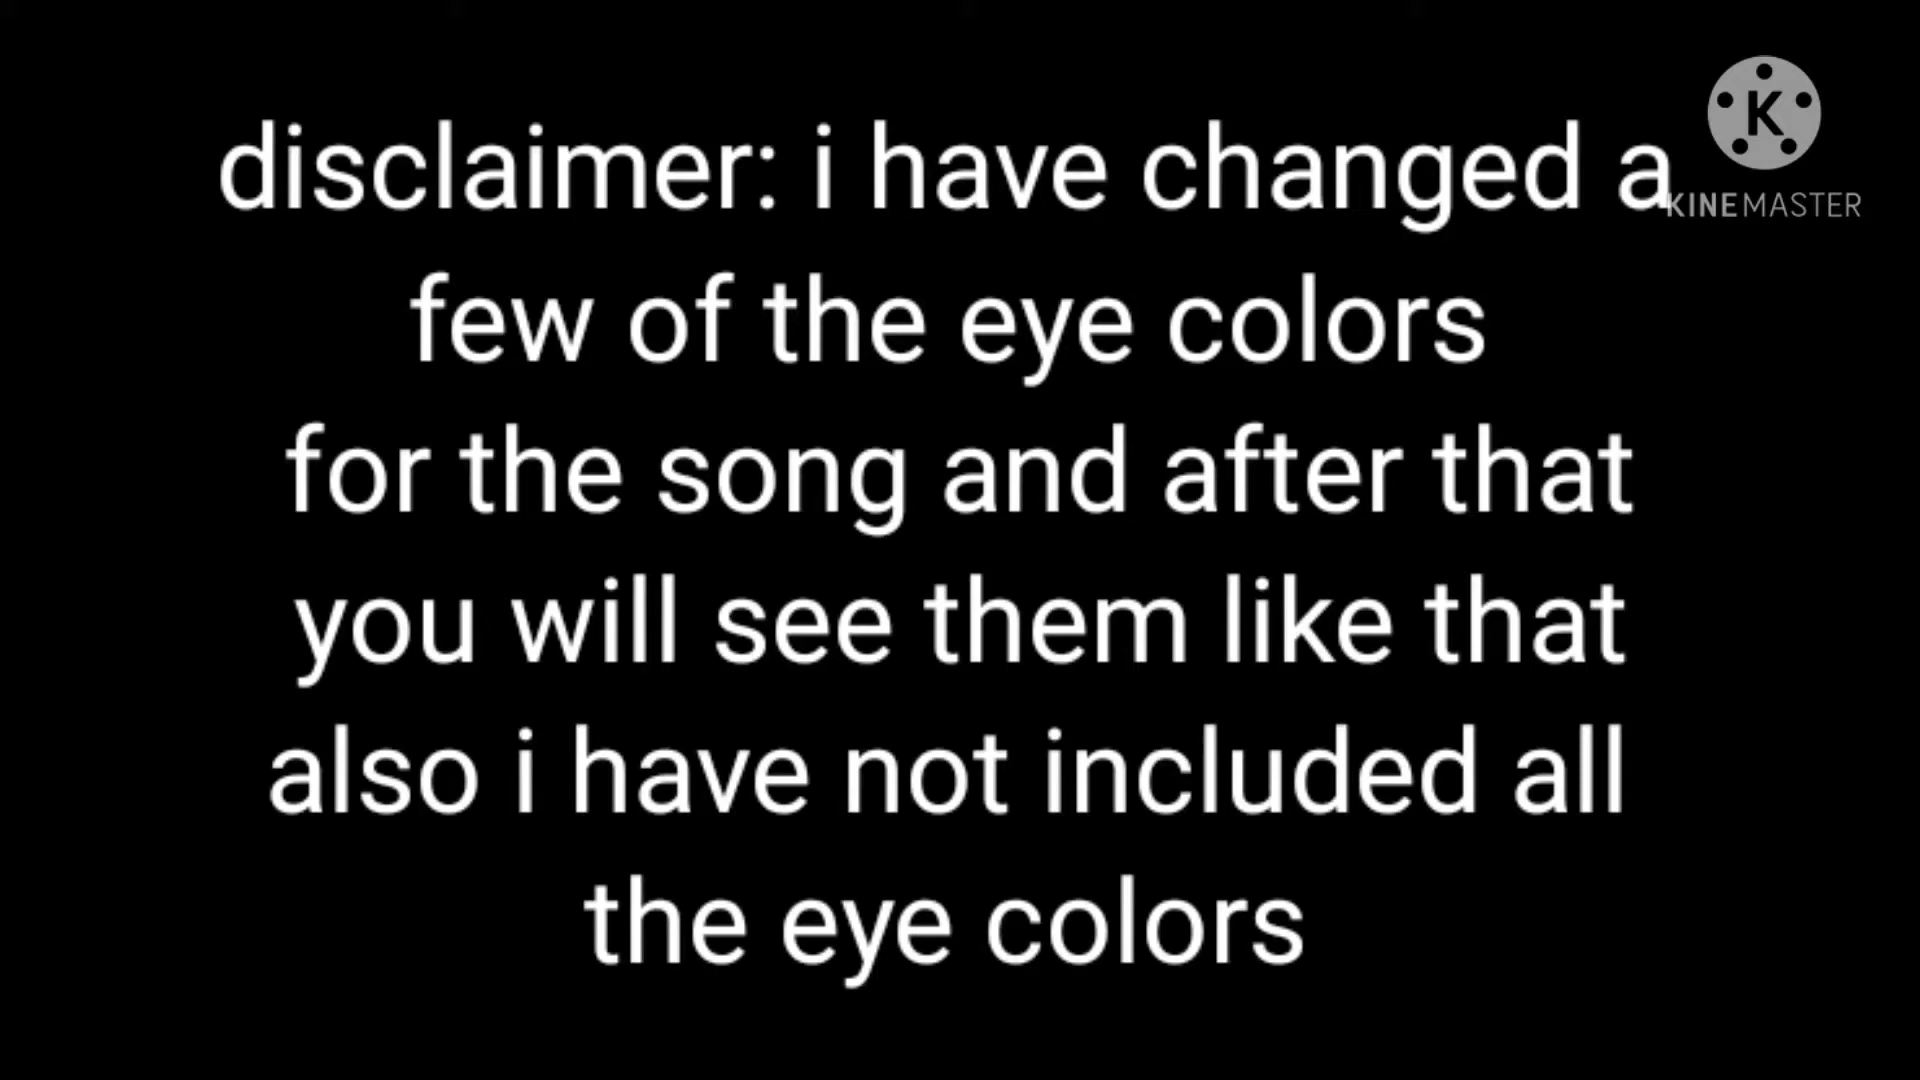 disclaimer: i have changed a
few of the eye colors
for the song and after that
you will see them like that
also i have not included all
the eye colors
K
KINEMASTER